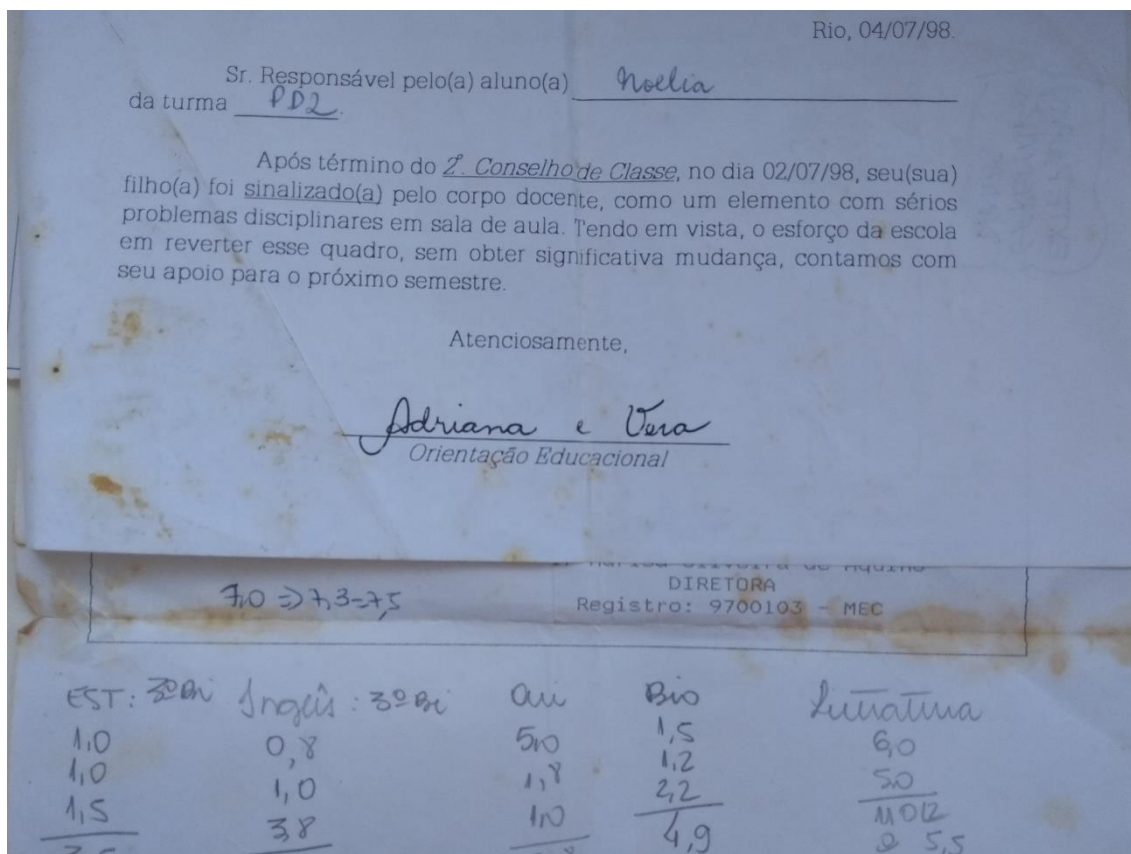 Rio, 04/07/98.
Sr. Responsável pelo(a) aluno(a) Noelia
da turma PD2.
Após término do 2º. Conselho de Classe, no dia 02/07/98, seu(sua)
filho(a) foi sinalizado(a) pelo corpo docente, como um elemento com sérios
problemas disciplinares em sala de aula. Tendo em vista, o esforço da escola
em reverter esse quadro, sem obter significativa mudança, contamos com
seu apoio para o próximo semestre.
Atenciosamente,
Adriana e Vera
Orientação Educacional
de Aquino
DIRETORA
7,0 => 7,3-7,5 Registro: 9700103 - MEC
EST: 3º Bi Inglês: 3º Bi Bio Literatura
1,0 0,8 5,0 1,5 6,0
1,0 1,0 1,8 1,2 5,0
1,5 3,8 1,0 2,2 11,0 12
4,9 5,5